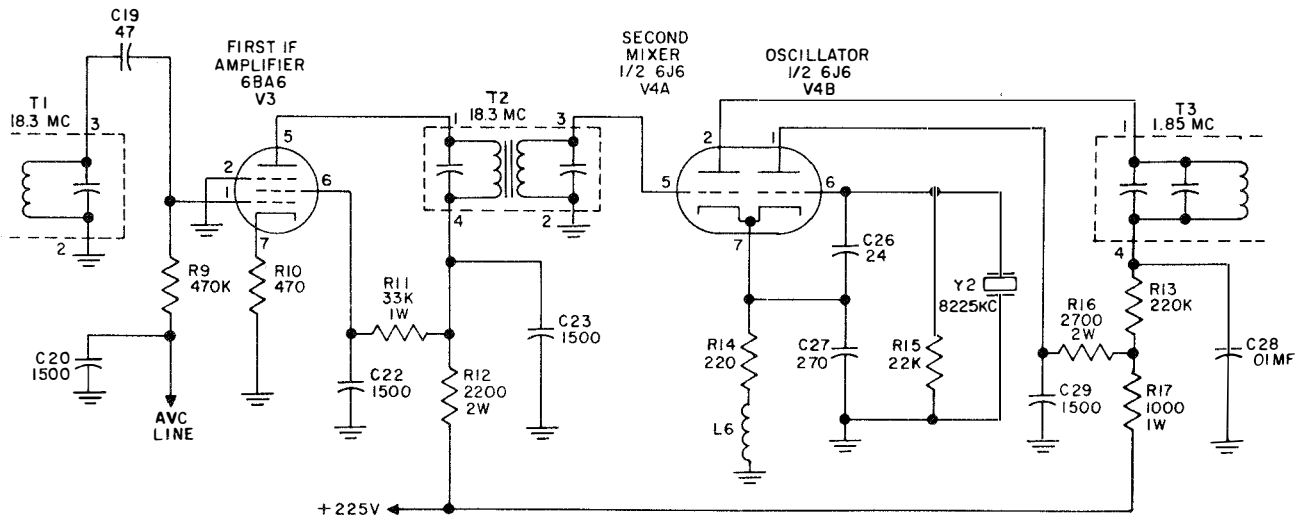 C19
47
T1
18.3 MC
3
2
FIRST IF
AMPLIFIER
6BA6
V3
5
2
1
6
7
R9
470K
R10
470
C20
1500
AVC
LINE
R11
33K
1W
C22
1500
R12
2200
2W
C23
1500
T2
18.3 MC
1
3
4
2
SECOND
MIXER
1/2 6J6
V4A
OSCILLATOR
1/2 6J6
V4B
2
1
5
6
7
C26
24
R14
220
C27
270
L6
R15
22K
Y2
8225KC
R16
2700
2W
C29
1500
T3
1.85 MC
1
4
R13
220K
R17
1000
1W
C28
.01MF
+225V